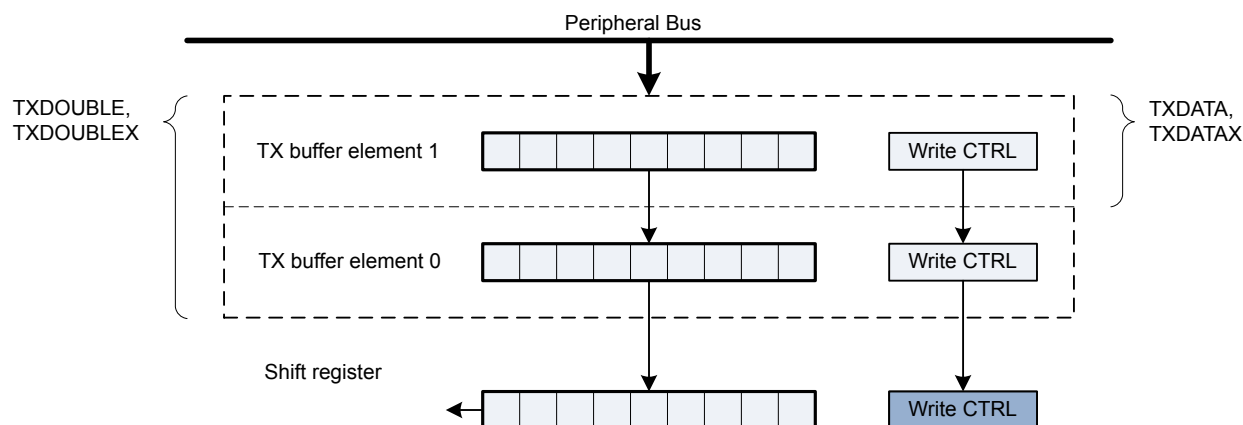 Peripheral Bus
TXDOUBLE,
TXDOUBLEX
TXDATA,
TXDATAX
TX buffer element 1
Write CTRL
TX buffer element 0
Write CTRL
Shift register
Write CTRL